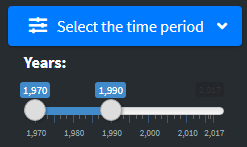 Select the time period
Years:
1,970 1,990 2,017
1,970 1,980 1,990 2,000 2,010 2,017